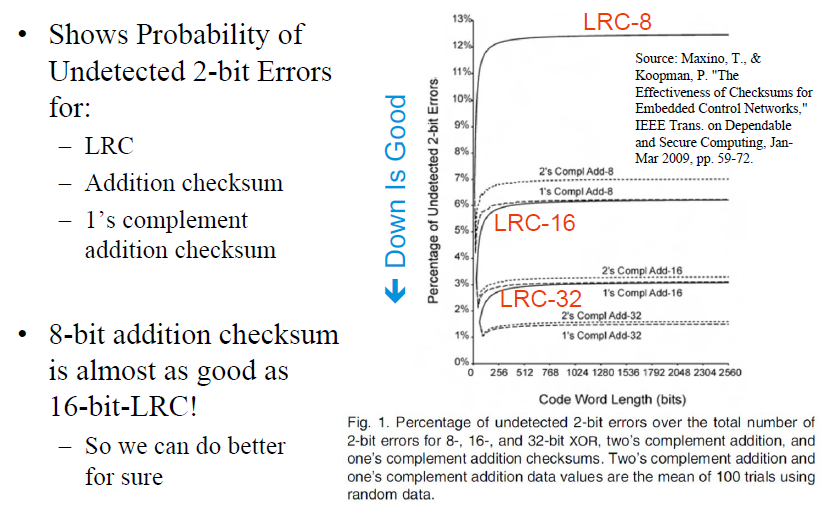 • Shows Probability of
Undetected 2-bit Errors
for:
– LRC
– Addition checksum
– 1’s complement
addition checksum
• 8-bit addition checksum
is almost as good as
16-bit-LRC!
– So we can do better
for sure
Down Is Good
Percentage of Undetected 2-bit Errors
13%
12%
11%
10%
9%
8%
7%
6%
5%
4%
3%
2%
1%
0%
LRC-8
Source: Maxino, T., &
Koopman, P. "The
Effectiveness of Checksums for
Embedded Control Networks,"
IEEE Trans. on Dependable
and Secure Computing, Jan-
Mar 2009, pp. 59-72.
2's Compl Add-8
1's Compl Add-8
LRC-16
2's Compl Add-16
LRC-32
1's Compl Add-16
2's Compl Add-32
1's Compl Add-32
0 256 512 768 1024 1280 1536 1792 2048 2304 2560
Code Word Length (bits)
Fig. 1. Percentage of undetected 2-bit errors over the total number of
2-bit errors for 8-, 16-, and 32-bit XOR, two's complement addition, and
one's complement addition checksums. Two's complement addition and
one's complement addition data values are the mean of 100 trials using
random data.